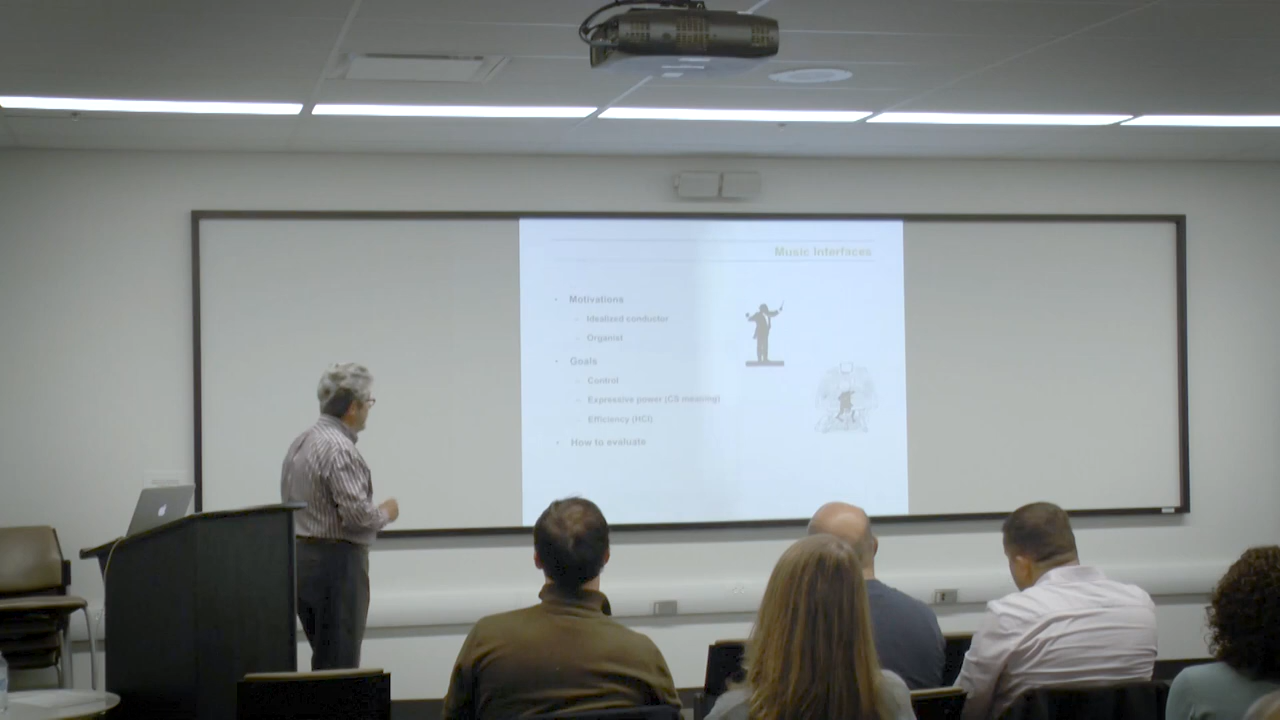 Music Interfaces
• Motivations
– Idealized conductor
– Organist
• Goals
– Control
– Expressive power (CS meaning)
– Efficiency (HCI)
• How to evaluate